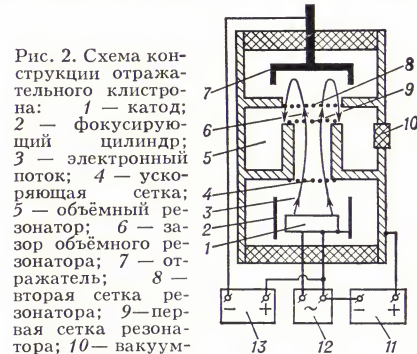 Рис. 2. Схема кон-
струкции отража-
тельного клистро-
на: 1 — катод;
2 — фокусирую-
щий цилиндр;
3 — электронный
поток; 4 — уско-
ряющая сетка;
5 — объёмный ре-
зонатор; 6 — за-
зор объёмного ре-
зонатора; 7 — от-
ражатель; 8 —
вторая сетка ре-
зонатора; 9—пер-
вая сетка резона-
тора; 10— вакуум-
8
7
9
6
10
5
4
3
2
1
− +
~
− +
13
12
11